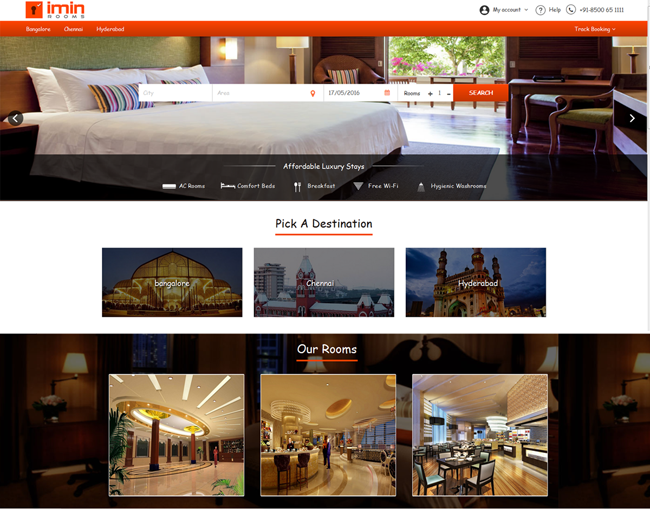 imin
ROOMS
My account
Help
+91-8500 65 1111
Bangalore Chennai Hyderabad Track Booking
City Area 17/05/2016 Rooms + 1 - SEARCH
Affordable Luxury Stays
AC Rooms Comfort Beds Breakfast Free Wi-Fi Hygienic Washrooms
Pick A Destination
bangalore Chennai Hyderabad
Our Rooms